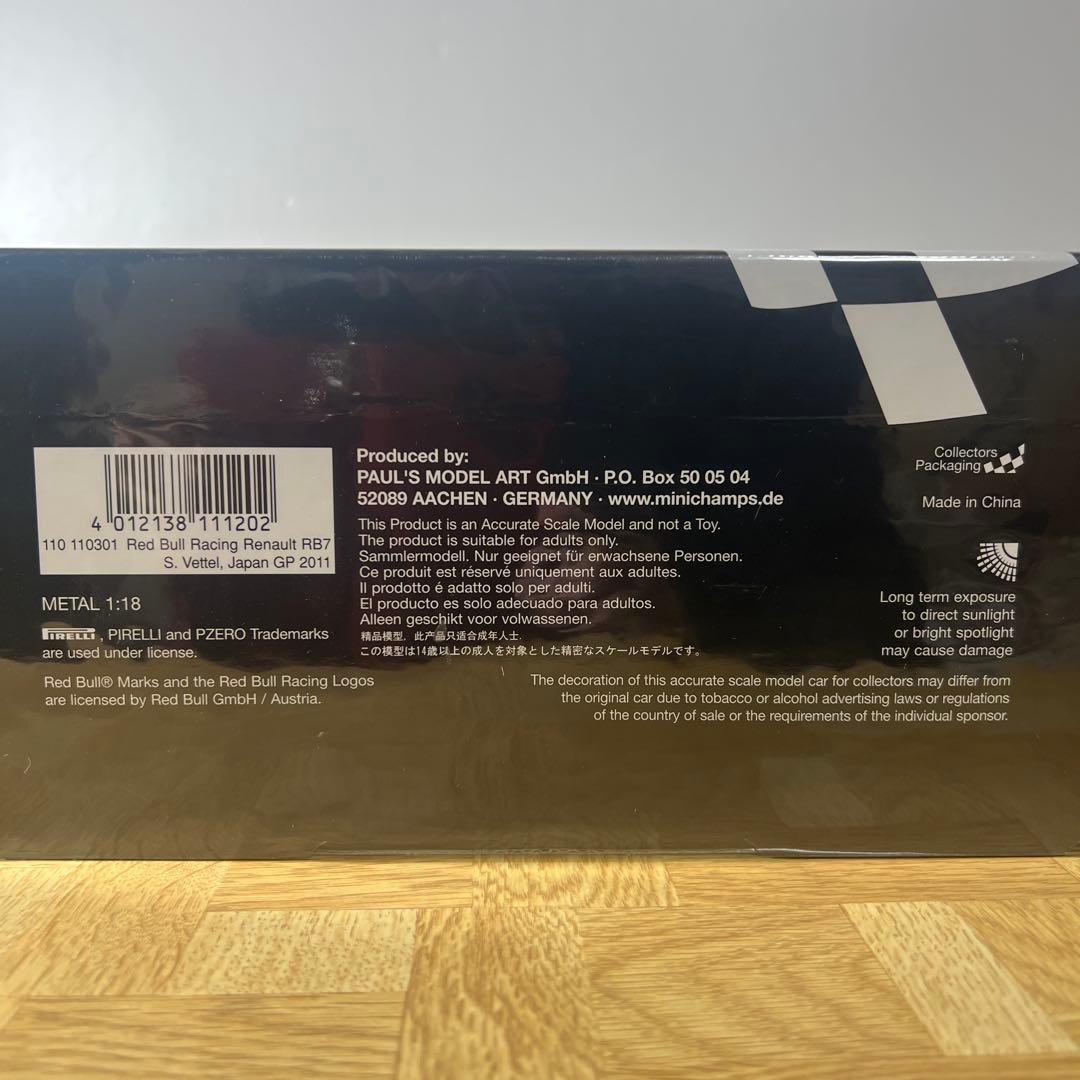 4 012138 111202
110 110301 Red Bull Racing Renault RB7
S. Vettel, Japan GP 2011
METAL 1:18
PIRELLI, PIRELLI and PZERO Trademarks
are used under license.
Red Bull® Marks and the Red Bull Racing Logos
are licensed by Red Bull GmbH / Austria.
Produced by:
PAUL'S MODEL ART GmbH · P.O. Box 50 05 04
52089 AACHEN · GERMANY · www.minichamps.de
This Product is an Accurate Scale Model and not a Toy.
The product is suitable for adults only.
Sammlermodell. Nur geeignet für erwachsene Personen.
Ce produit est réservé uniquement aux adultes.
Il prodotto é adatto solo per adulti.
El producto es solo adecuado para adultos.
Alleen geschikt voor volwassenen.
精品模型, 此产品只适合成年人士.
この模型は14歳以上の成人を対象とした精密なスケールモデルです。
Collectors
Packaging
Made in China
Long term exposure
to direct sunlight
or bright spotlight
may cause damage
The decoration of this accurate scale model car for collectors may differ from
the original car due to tobacco or alcohol advertising laws or regulations
of the country of sale or the requirements of the individual sponsor.